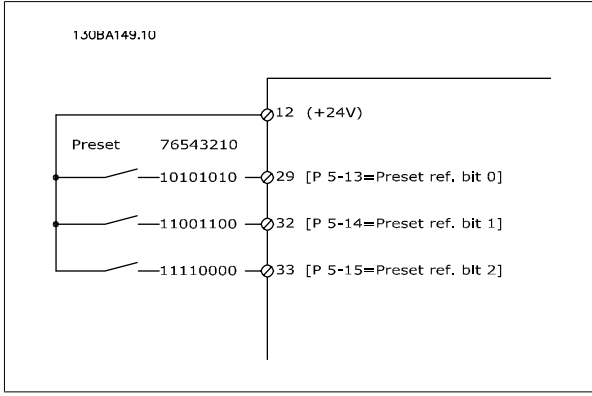 130BA149.10
12 (+24V)
Preset 76543210
10101010 29 [P 5-13=Preset ref. bit 0]
11001100 32 [P 5-14=Preset ref. bit 1]
11110000 33 [P 5-15=Preset ref. blt 2]